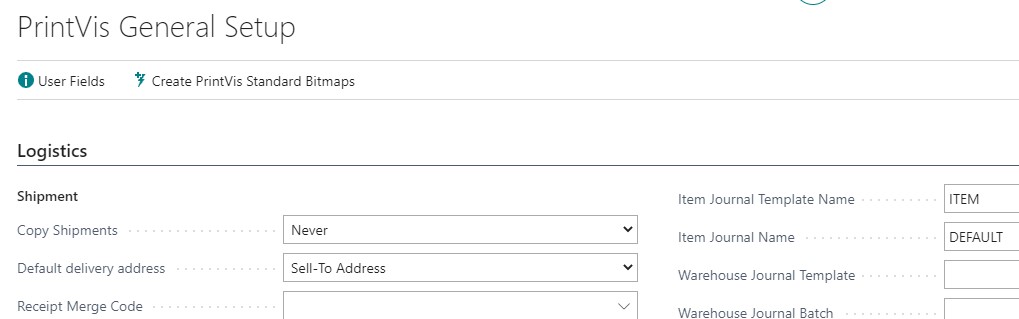 PrintVis General Setup
User Fields
Create PrintVis Standard Bitmaps
Logistics
Shipment
Copy Shipments
Never
Default delivery address
Sell-To Address
Receipt Merge Code
Item Journal Template Name
ITEM
Item Journal Name
DEFAULT
Warehouse Journal Template
Warehouse Journal Batch